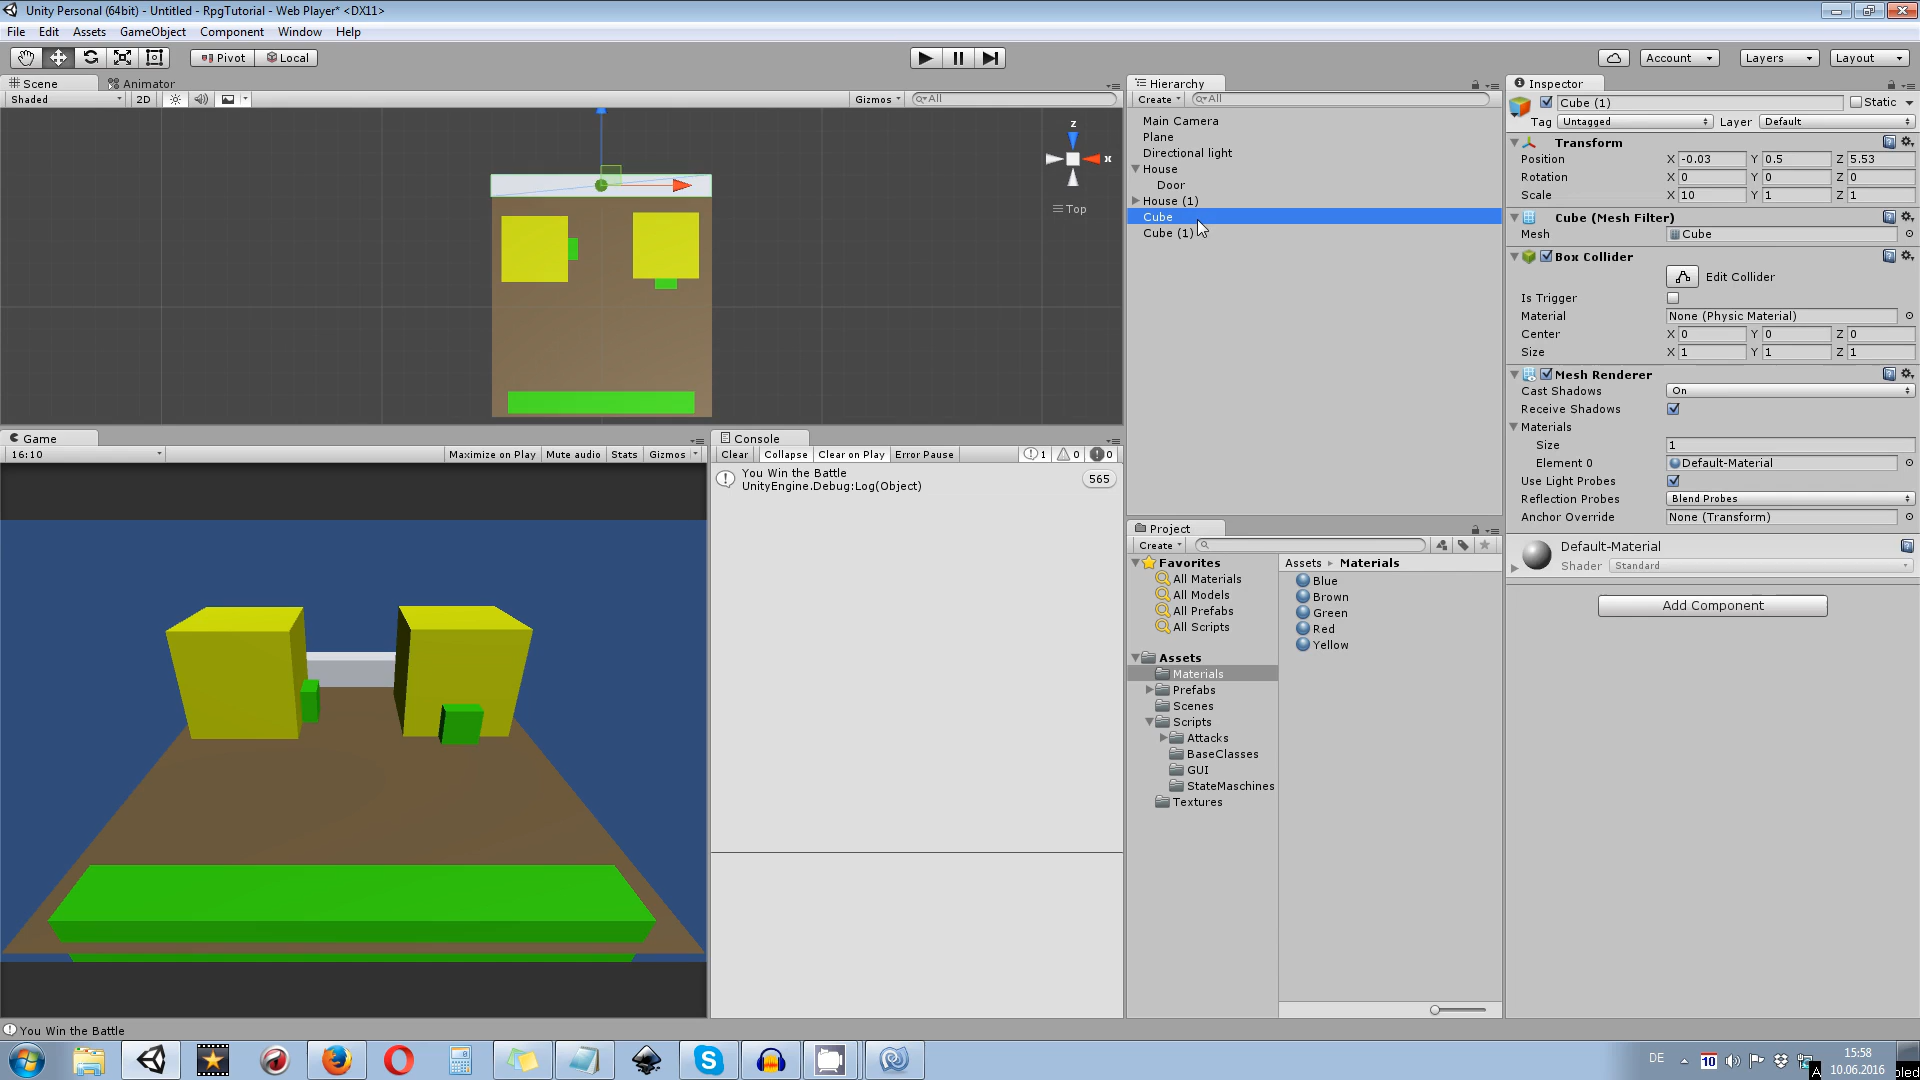 Unity Personal (64bit) - Untitled - RpgTutorial - Web Player* <DX11>
File Edit Assets GameObject Component Window Help
Pivot Local Account Layers Layout
Scene Animator
Shaded 2D Gizmos All
z
x
Top
Hierarchy
Create All
Main Camera
Plane
Directional light
House
Door
House (1)
Cube
Cube (1)
Inspector
Cube (1) Static
Tag Untagged Layer Default
Transform
Position X -0.03 Y 0.5 Z 5.53
Rotation X 0 Y 0 Z 0
Scale X 10 Y 1 Z 1
Cube (Mesh Filter)
Mesh Cube
Box Collider
Edit Collider
Is Trigger
Material None (Physic Material)
Center X 0 Y 0 Z 0
Size X 1 Y 1 Z 1
Mesh Renderer
Cast Shadows On
Receive Shadows
Materials
Size 1
Element 0 Default-Material
Use Light Probes
Reflection Probes Blend Probes
Anchor Override None (Transform)
Default-Material
Shader Standard
Add Component
Game
16:10 Maximize on Play Mute audio Stats Gizmos
Console
Clear Collapse Clear on Play Error Pause 1 0 0
You Win the Battle
UnityEngine.Debug:Log(Object)
565
Project
Create
Favorites
All Materials
All Models
All Prefabs
All Scripts
Assets
Materials
Prefabs
Scenes
Scripts
Attacks
BaseClasses
GUI
StateMaschines
Textures
Assets Materials
Blue
Brown
Green
Red
Yellow
You Win the Battle
DE 10 15:58
10.06.2016